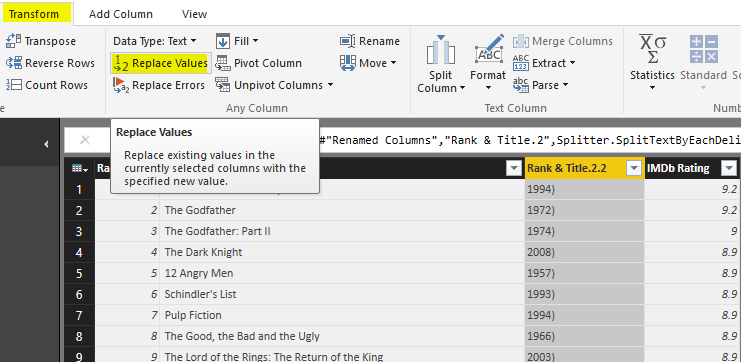 Transform Add Column View
Transpose Data Type: Text Fill Rename Merge Columns
Reverse Rows Replace Values Pivot Column Move Split Column Format Extract Statistics Standard
Count Rows Replace Errors Unpivot Columns Parse
Any Column Text Column
Replace Values
#"Renamed Columns","Rank & Title.2",Splitter.SplitTextByEachDeli
Replace existing values in the
currently selected columns with the
specified new value.
Rank & Title.2.2 IMDb Rating
1 1994) 9.2
2 2 The Godfather 1972) 9.2
3 3 The Godfather: Part II 1974) 9
4 4 The Dark Knight 2008) 8.9
5 5 12 Angry Men 1957) 8.9
6 6 Schindler's List 1993) 8.9
7 7 Pulp Fiction 1994) 8.9
8 8 The Good, the Bad and the Ugly 1966) 8.9
9 9 The Lord of the Rings: The Return of the King 2003) 8.9